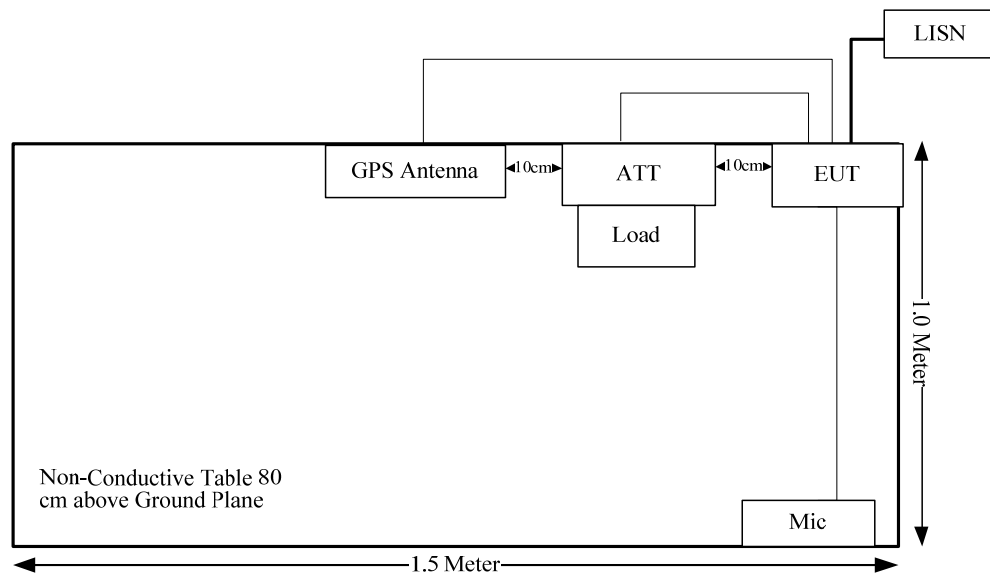 LISN
GPS Antenna
10cm
ATT
10cm
EUT
Load
1.0 Meter
Non-Conductive Table 80
cm above Ground Plane
Mic
1.5 Meter